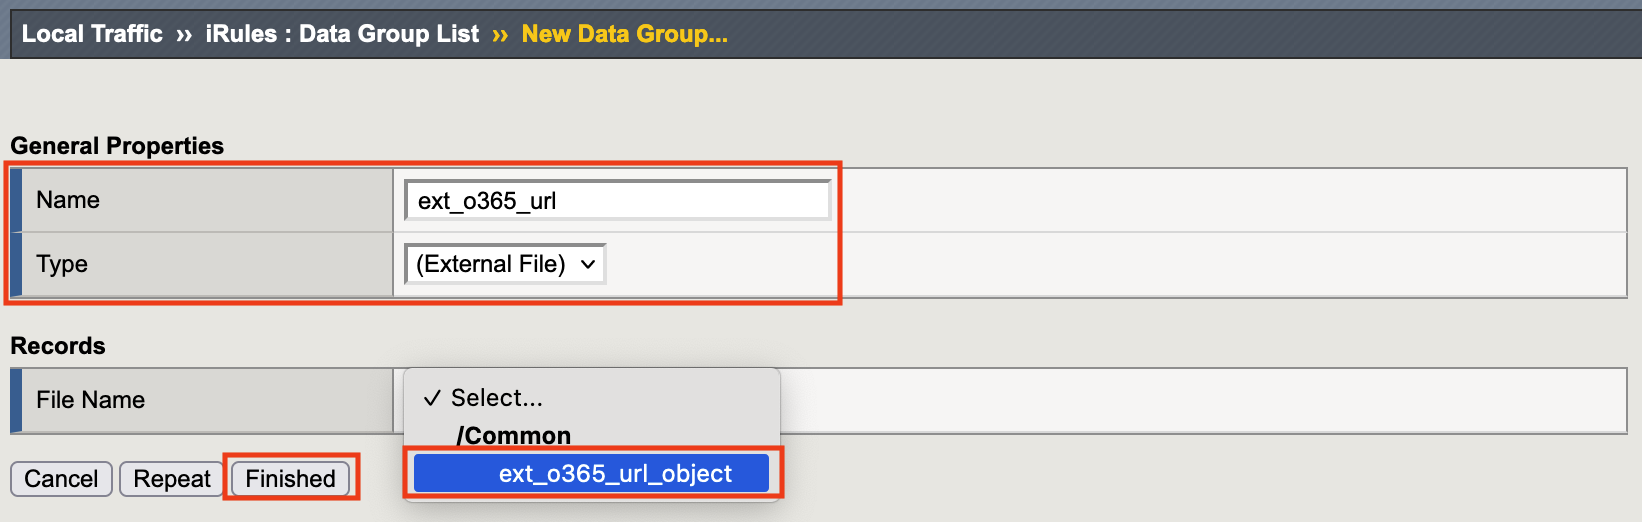 Local Traffic ›› iRules : Data Group List ›› New Data Group...
General Properties
Name ext_o365_url
Type (External File)
Records
File Name
✓ Select...
/Common
ext_o365_url_object
Cancel Repeat Finished